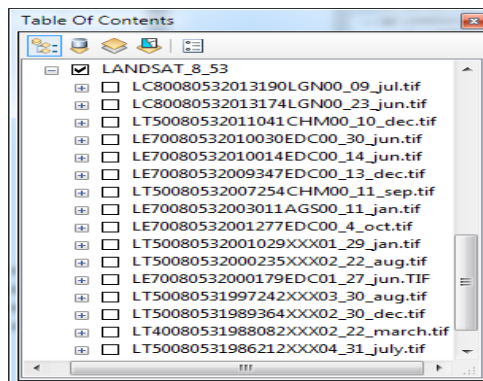 Table Of Contents
LANDSAT_8_53
LC80080532013190LGN00_09_jul.tif
LC80080532013174LGN00_23_jun.tif
LT50080532011041CHM00_10_dec.tif
LE70080532010030EDC00_30_jun.tif
LE70080532010014EDC00_14_jun.tif
LE70080532009347EDC00_13_dec.tif
LT50080532007254CHM00_11_sep.tif
LE70080532003011AGS00_11_jan.tif
LE70080532001277EDC00_4_oct.tif
LT50080532001029XXX01_29_jan.tif
LT50080532000235XXX02_22_aug.tif
LE70080532000179EDC01_27_jun.TIF
LT50080531997242XXX03_30_aug.tif
LT50080531989364XXX02_30_dec.tif
LT40080531988082XXX02_22_march.tif
LT50080531986212XXX04_31_july.tif